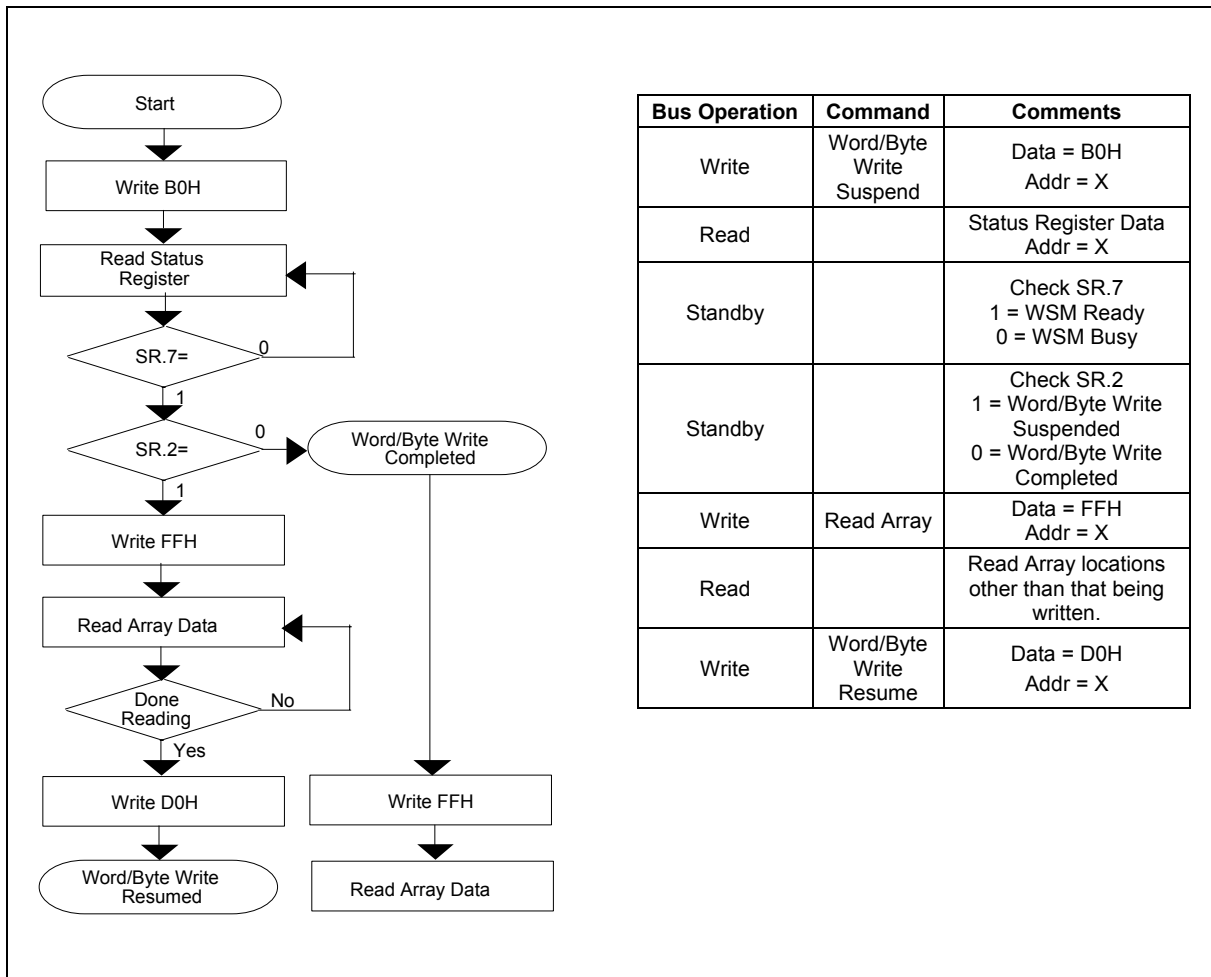 Start
Write B0H
Read Status
Register
SR.7=
0
1
SR.2=
0
Word/Byte Write
Completed
1
Write FFH
Read Array Data
Done
Reading
No
Yes
Write D0H
Write FFH
Word/Byte Write
Resumed
Read Array Data
Bus Operation Command Comments
Write
Word/Byte
Write
Suspend
Data = B0H
Addr = X
Read
Status Register Data
Addr = X
Standby
Check SR.7
1 = WSM Ready
0 = WSM Busy
Standby
Check SR.2
1 = Word/Byte Write
Suspended
0 = Word/Byte Write
Completed
Write
Read Array
Data = FFH
Addr = X
Read
Read Array locations
other than that being
written.
Write
Word/Byte
Write
Resume
Data = D0H
Addr = X